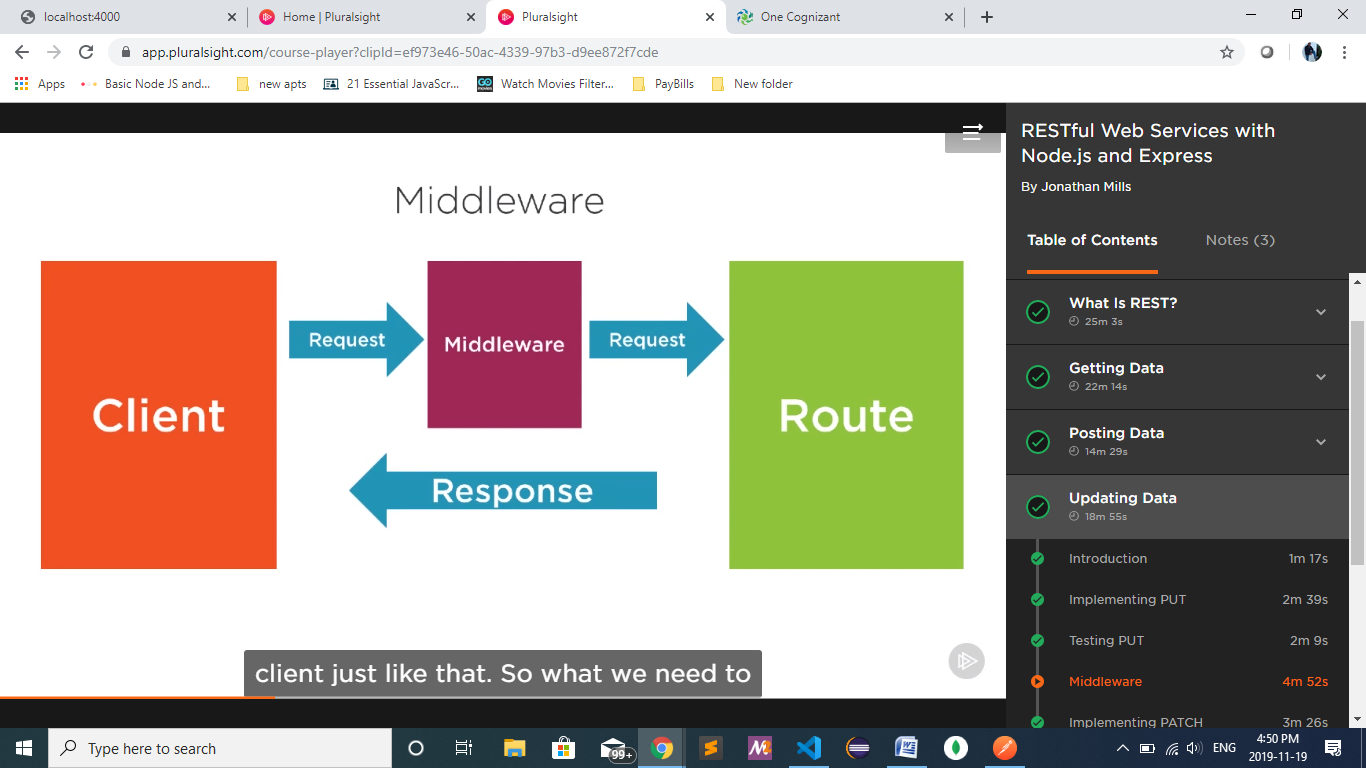 localhost:4000
Home | Pluralsight
Pluralsight
One Cognizant
app.pluralsight.com/course-player?clipId=ef973e46-50ac-4339-97b3-d9ee872f7cde
Apps
Basic Node JS and...
new apts
21 Essential JavaScr...
GO
movies
Watch Movies Filter...
PayBills
New folder
Middleware
Client
Request
Middleware
Request
Route
Response
client just like that. So what we need to
RESTful Web Services with
Node.js and Express
By Jonathan Mills
Table of Contents
Notes (3)
What Is REST?
25m 3s
Getting Data
22m 14s
Posting Data
14m 29s
Updating Data
18m 55s
Introduction 1m 17s
Implementing PUT 2m 39s
Testing PUT 2m 9s
Middleware 4m 52s
Implementing PATCH 3m 26s
Type here to search
99+
ENG
4:50 PM
2019-11-19